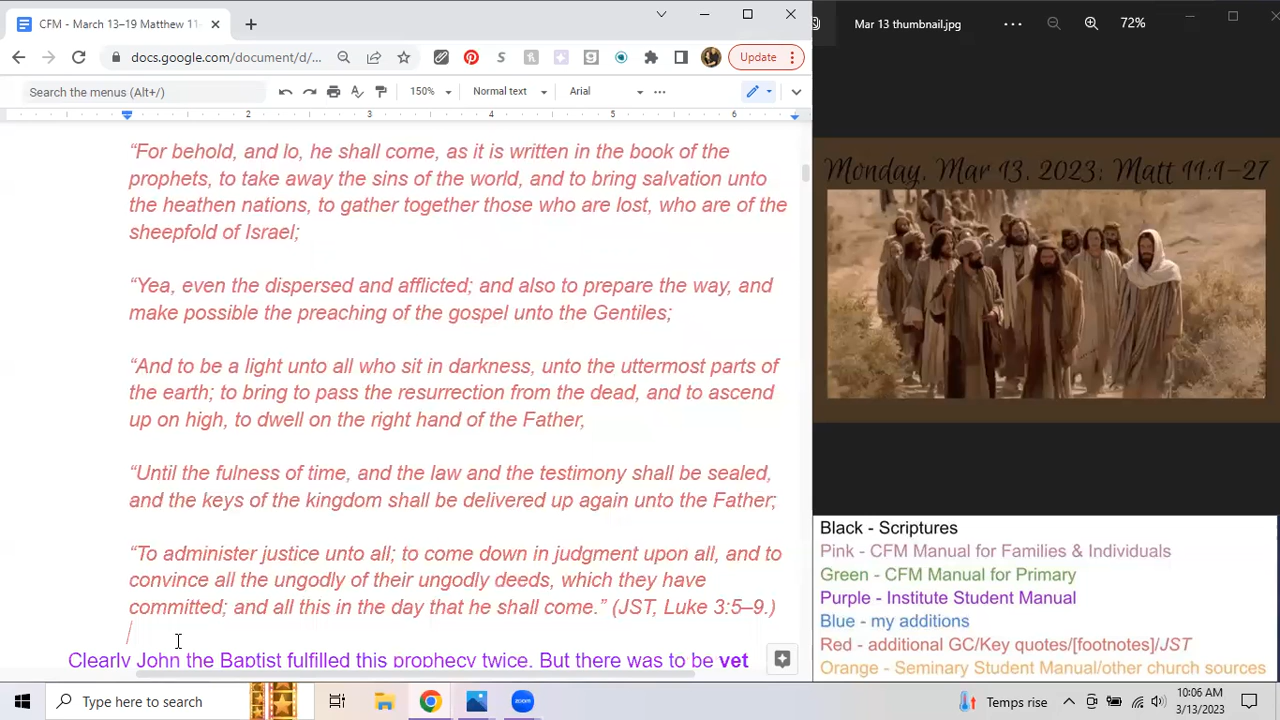 CFM - March 13–19 Matthew 11-
docs.google.com/document/d/...
Update
Search the menus (Alt+/)
150%
Normal text
Arial
2 3 4 5 6
“For behold, and lo, he shall come, as it is written in the book of the
prophets, to take away the sins of the world, and to bring salvation unto
the heathen nations, to gather together those who are lost, who are of the
sheepfold of Israel;
“Yea, even the dispersed and afflicted; and also to prepare the way, and
make possible the preaching of the gospel unto the Gentiles;
“And to be a light unto all who sit in darkness, unto the uttermost parts of
the earth; to bring to pass the resurrection from the dead, and to ascend
up on high, to dwell on the right hand of the Father,
“Until the fulness of time, and the law and the testimony shall be sealed,
and the keys of the kingdom shall be delivered up again unto the Father;
“To administer justice unto all; to come down in judgment upon all, and to
convince all the ungodly of their ungodly deeds, which they have
committed; and all this in the day that he shall come.” (JST, Luke 3:5–9.)
Clearly John the Baptist fulfilled this prophecy twice. But there was to be yet
Mar 13 thumbnail.jpg
72%
Monday, Mar 13, 2023: Matt 11:1–27
Black - Scriptures
Pink - CFM Manual for Families & Individuals
Green - CFM Manual for Primary
Purple - Institute Student Manual
Blue - my additions
Red - additional GC/Key quotes/[footnotes]/JST
Orange - Seminary Student Manual/other church sources
Type here to search
Temps rise
10:06 AM
3/13/2023